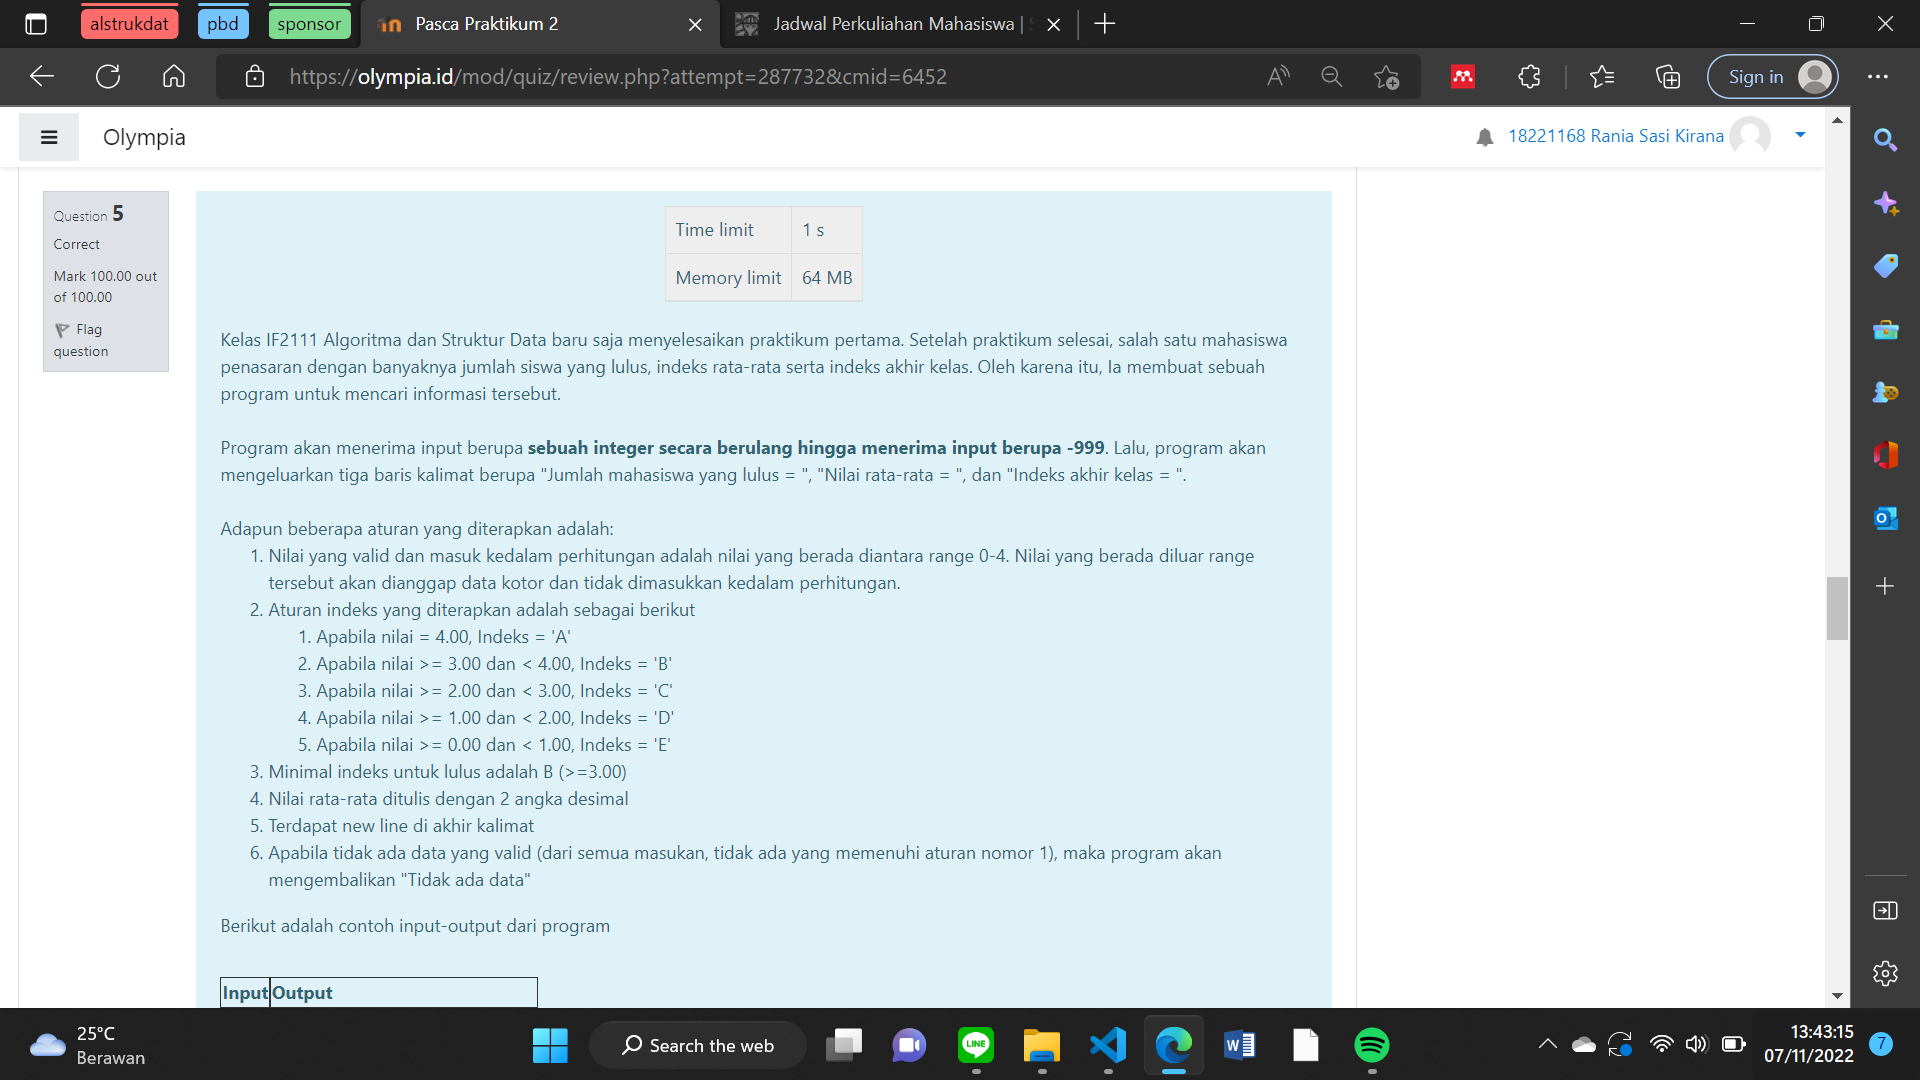 alstrukdat pbd sponsor Pasca Praktikum 2 Jadwal Perkuliahan Mahasiswa |
https://olympia.id/mod/quiz/review.php?attempt=287732&cmid=6452 Sign in
Olympia 18221168 Rania Sasi Kirana
Question 5
Correct
Mark 100.00 out
of 100.00
Flag
question
Time limit 1 s
Memory limit 64 MB
Kelas IF2111 Algoritma dan Struktur Data baru saja menyelesaikan praktikum pertama. Setelah praktikum selesai, salah satu mahasiswa
penasaran dengan banyaknya jumlah siswa yang lulus, indeks rata-rata serta indeks akhir kelas. Oleh karena itu, Ia membuat sebuah
program untuk mencari informasi tersebut.
Program akan menerima input berupa sebuah integer secara berulang hingga menerima input berupa -999. Lalu, program akan
mengeluarkan tiga baris kalimat berupa "Jumlah mahasiswa yang lulus = ", "Nilai rata-rata = ", dan "Indeks akhir kelas = ".
Adapun beberapa aturan yang diterapkan adalah:
1. Nilai yang valid dan masuk kedalam perhitungan adalah nilai yang berada diantara range 0-4. Nilai yang berada diluar range
tersebut akan dianggap data kotor dan tidak dimasukkan kedalam perhitungan.
2. Aturan indeks yang diterapkan adalah sebagai berikut
1. Apabila nilai = 4.00, Indeks = 'A'
2. Apabila nilai >= 3.00 dan < 4.00, Indeks = 'B'
3. Apabila nilai >= 2.00 dan < 3.00, Indeks = 'C'
4. Apabila nilai >= 1.00 dan < 2.00, Indeks = 'D'
5. Apabila nilai >= 0.00 dan < 1.00, Indeks = 'E'
3. Minimal indeks untuk lulus adalah B (>=3.00)
4. Nilai rata-rata ditulis dengan 2 angka desimal
5. Terdapat new line di akhir kalimat
6. Apabila tidak ada data yang valid (dari semua masukan, tidak ada yang memenuhi aturan nomor 1), maka program akan
mengembalikan "Tidak ada data"
Berikut adalah contoh input-output dari program
Input Output
25°C
Berawan
Search the web
LINE
13:43:15
07/11/2022
7